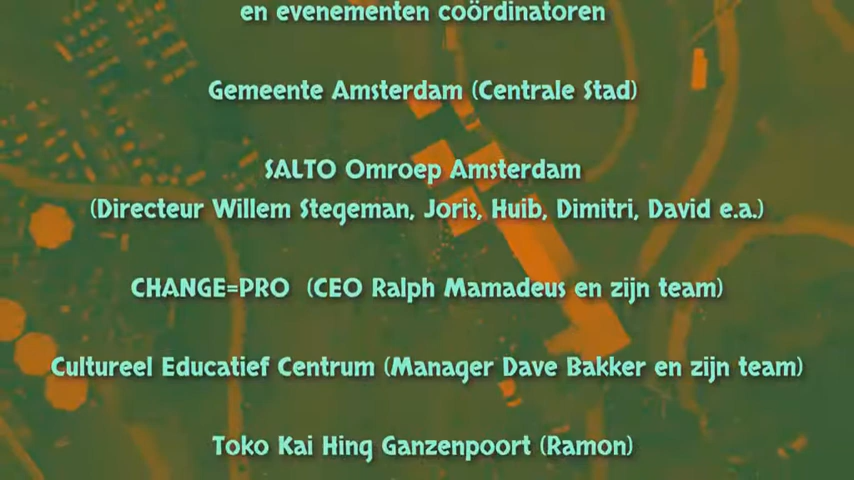 en evenementen coördinatoren
Gemeente Amsterdam (Centrale Stad)
SALTO Omroep Amsterdam
(Directeur Willem Stegeman, Joris, Huib, Dimitri, David e.a.)
CHANGE=PRO (CEO Ralph Mamadeus en zijn team)
Cultureel Educatief Centrum (Manager Dave Bakker en zijn team)
Toko Kai Hing Ganzenpoort (Ramon)